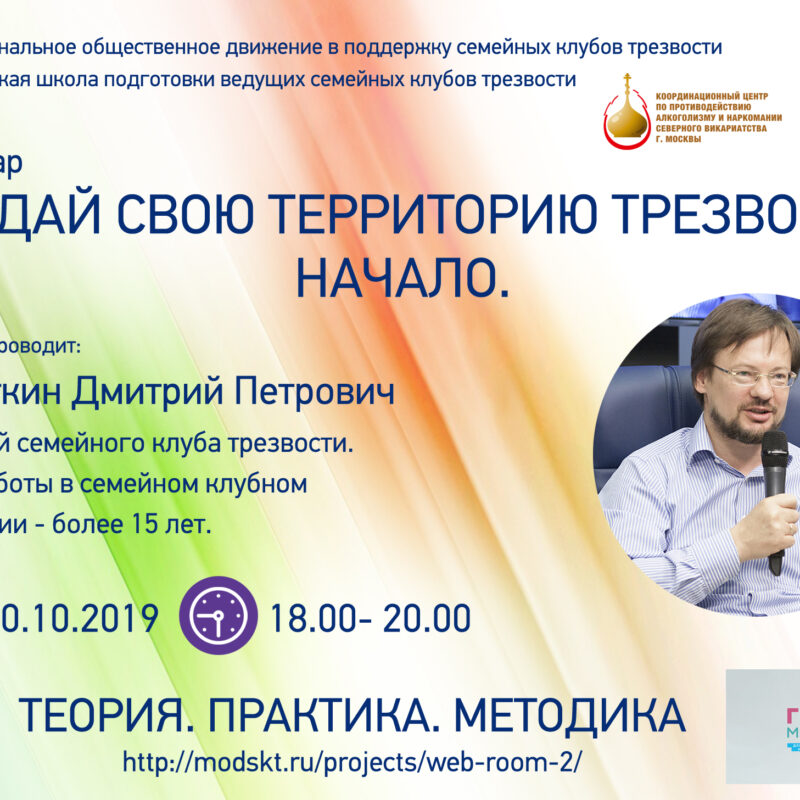 нальное общественное движение в поддержку семейных клубов трезвости
кая школа подготовки ведущих семейных клубов трезвости
КООРДИНАЦИОННЫЙ ЦЕНТР
ПО ПРОТИВОДЕЙСТВИЮ
АЛКОГОЛИЗМУ И НАРКОМАНИИ
СЕВЕРНОГО ВИКАРИАТСТВА
Г. МОСКВЫ
ар
ДАЙ СВОЮ ТЕРРИТОРИЮ ТРЕЗВО
НАЧАЛО.
роводит:
кин Дмитрий Петрович
й семейного клуба трезвости.
боты в семейном клубном
ии - более 15 лет.
0.10.2019 18.00- 20.00
ТЕОРИЯ. ПРАКТИКА. МЕТОДИКА
http://modskt.ru/projects/web-room-2/